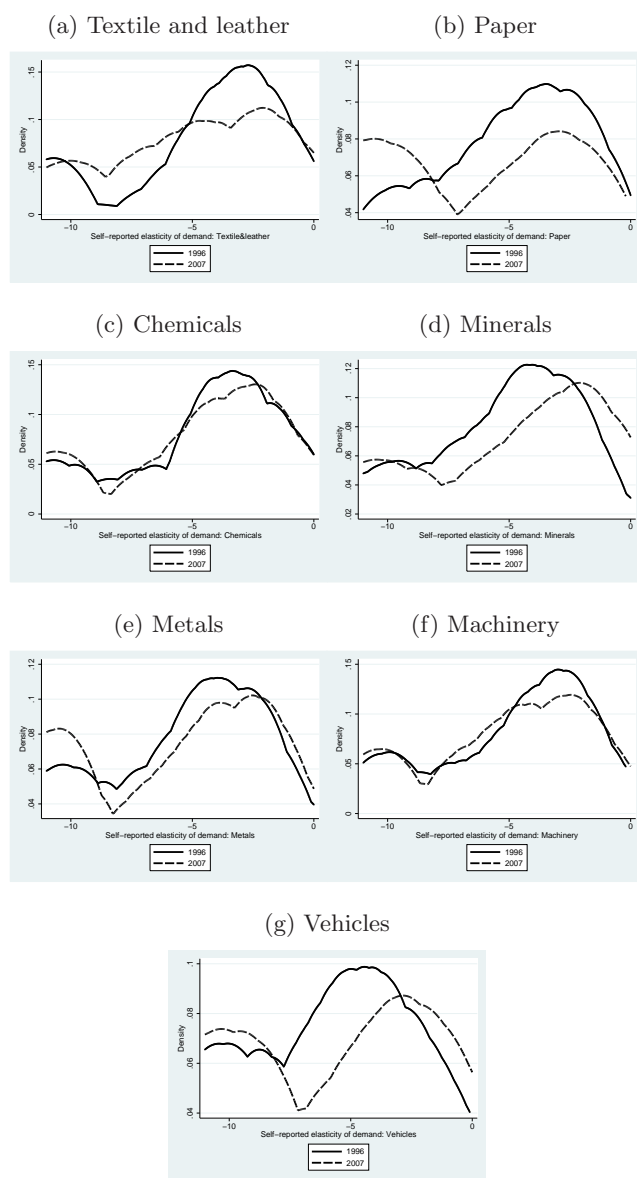 (a) Textile and leather
(b) Paper
Density
0 .05 .1 .15
−10 −5 0
Self-reported elasticity of demand: Textile&leather
1996
2007
Density
.04 .06 .08 .1 .12
−10 −5 0
Self-reported elasticity of demand: Paper
1996
2007
(c) Chemicals
(d) Minerals
Density
0 .05 .1 .15
−10 −5 0
Self-reported elasticity of demand: Chemicals
1996
2007
Density
.02 .04 .06 .08 .1 .12
−10 −5 0
Self-reported elasticity of demand: Minerals
1996
2007
(e) Metals
(f) Machinery
Density
.04 .06 .08 .1 .12
−10 −5 0
Self-reported elasticity of demand: Metals
1996
2007
Density
0 .05 .1 .15
−10 −5 0
Self-reported elasticity of demand: Machinery
1996
2007
(g) Vehicles
Density
.04 .06 .08 .1
−10 −5 0
Self-reported elasticity of demand: Vehicles
1996
2007